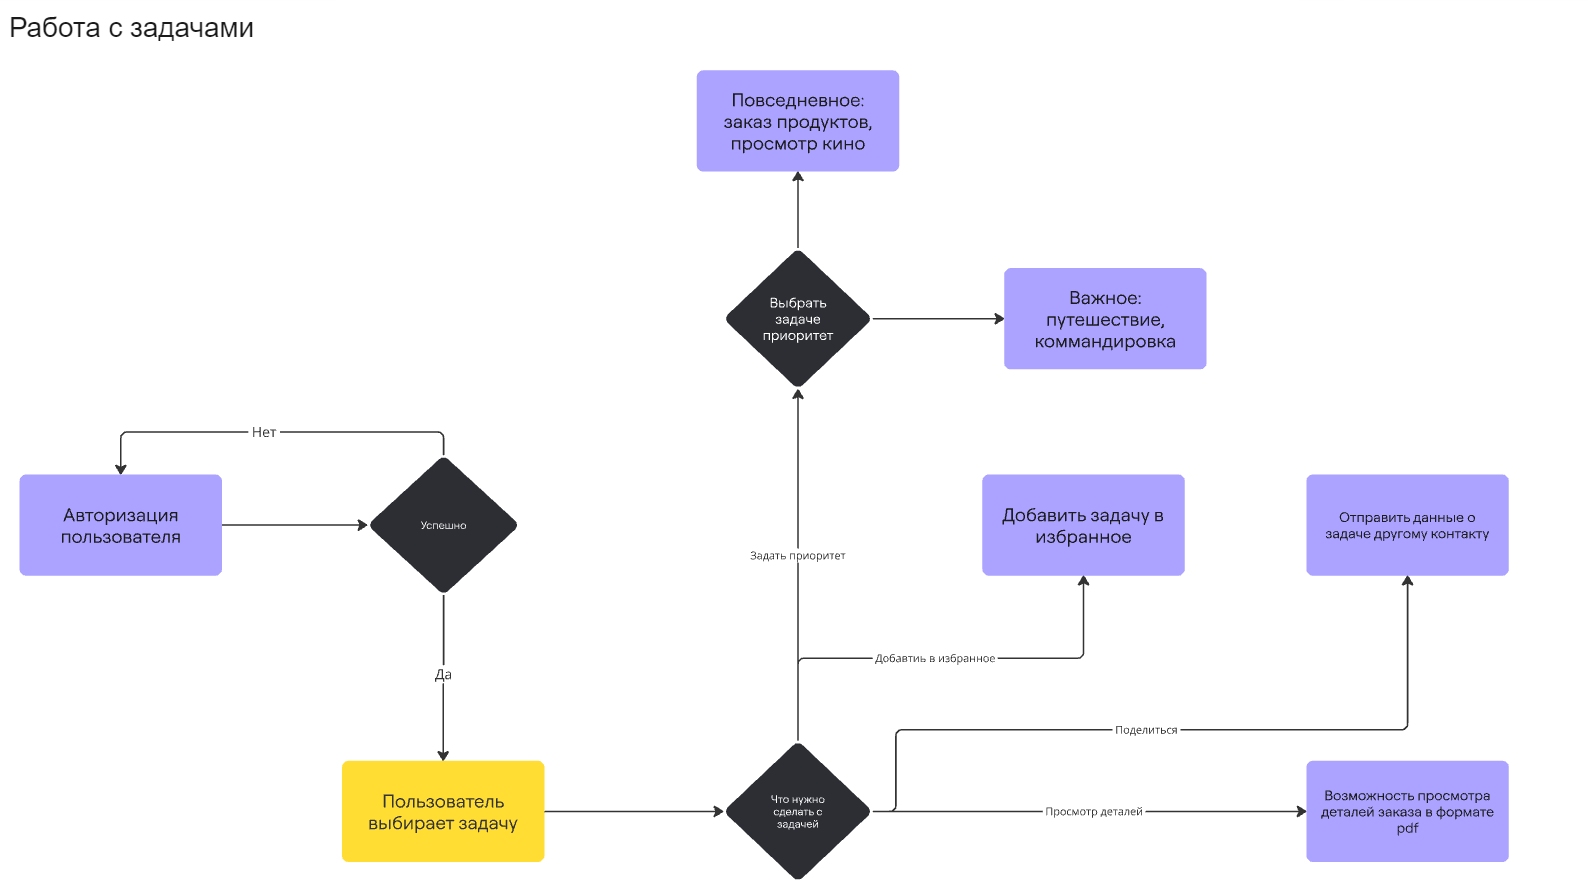 Работа с задачами
Повседневное:
заказ продуктов,
просмотр кино
Выбрать
задаче
приоритет
Важное:
путешествие,
коммандировка
Нет
Авторизация
пользователя
Успешно
Добавить задачу в
избранное
Отправить данные о
задаче другому контакту
Задать приоритет
Добавтиь в избранное
Да
Поделиться
Пользователь
выбирает задачу
Что нужно
сделать с
задачей
Просмотр деталей
Возможность просмотра
деталей заказа в формате
pdf